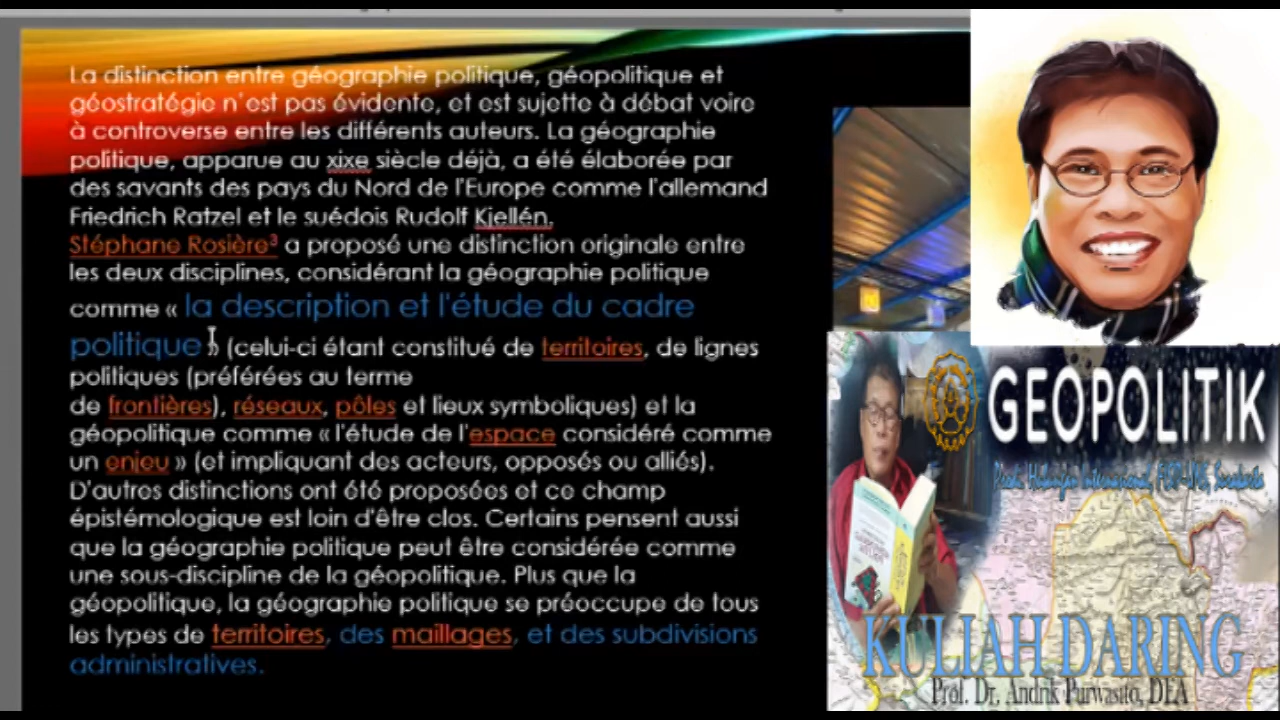 La distinction entre géographie politique, géopolitique et
géostratégie n'est pas évidente, et est sujette à débat voire
à controverse entre les différents auteurs. La géographie
politique, apparue au xixe siècle déjà, a été élaborée par
des savants des pays du Nord de l'Europe comme l'allemand
Friedrich Ratzel et le suédois Rudolf Kjellén.
Stéphane Rosière³ a proposé une distinction originale entre
les deux disciplines, considérant la géographie politique
comme « la description et l'étude du cadre
politique » (celui-ci étant constitué de territoires, de lignes
politiques (préférées au terme
de frontières), réseaux, pôles et lieux symboliques) et la
géopolitique comme « l'étude de l'espace considéré comme
un enjeu » (et impliquant des acteurs, opposés ou alliés).
D'autres distinctions ont été proposées et ce champ
épistémologique est loin d'être clos. Certains pensent aussi
que la géographie politique peut être considérée comme
une sous-discipline de la géopolitique. Plus que la
géopolitique, la géographie politique se préoccupe de tous
les types de territoires, des maillages, et des subdivisions
administratives.
GEOPOLITIK
Prodi Hubungan Internasional, FISIP-UNS, Surakarta
KULIAH DARING
Prof. Dr. Andrik Purwasito, DEA